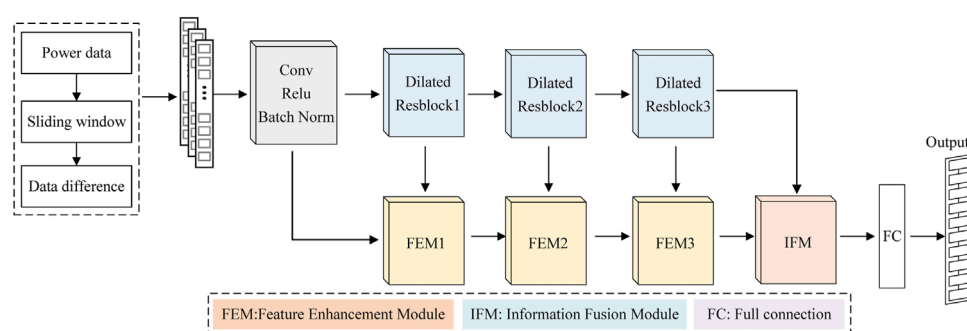 Power data
Sliding window
Data difference
Conv
Relu
Batch Norm
Dilated
Resblock1
Dilated
Resblock2
Dilated
Resblock3
FEM1
FEM2
FEM3
IFM
FC
Output
FEM:Feature Enhancement Module
IFM: Information Fusion Module
FC: Full connection